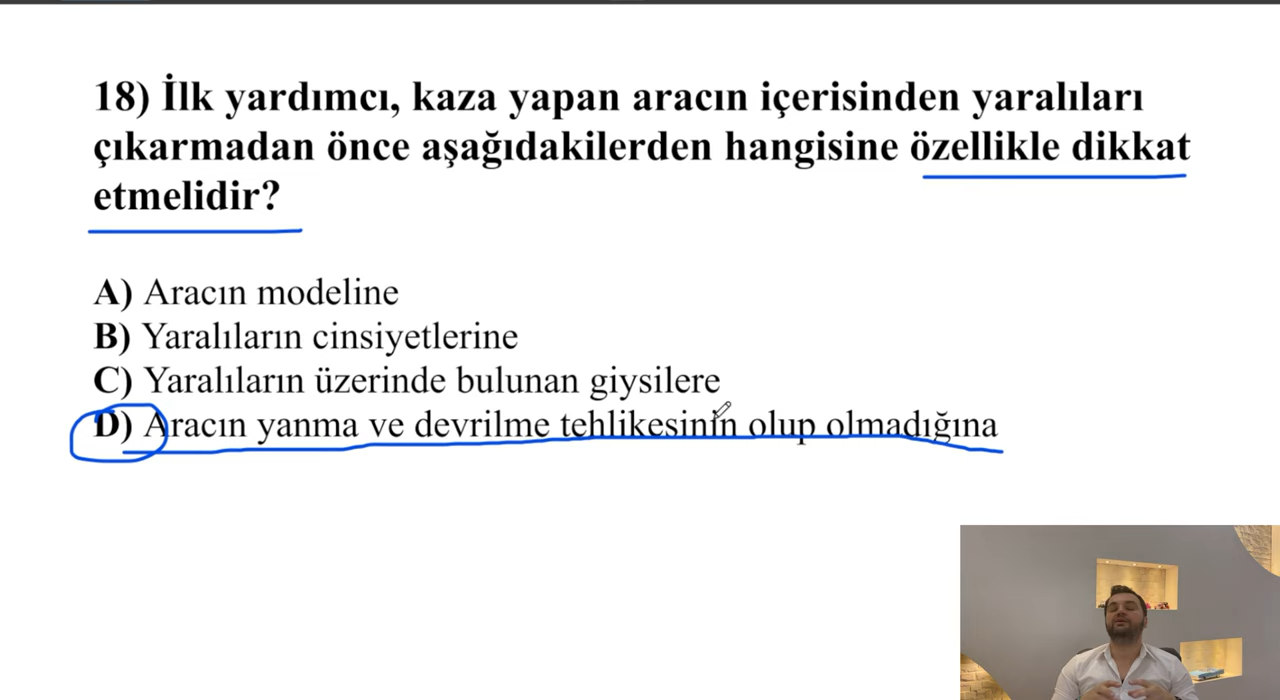 18) İlk yardımcı, kaza yapan aracın içerisinden yaralıları
çıkarmadan önce aşağıdakilerden hangisine özellikle dikkat
etmelidir?
A) Aracın modeline
B) Yaralıların cinsiyetlerine
C) Yaralıların üzerinde bulunan giysilere
D) Aracın yanma ve devrilme tehlikesinin olup olmadığına